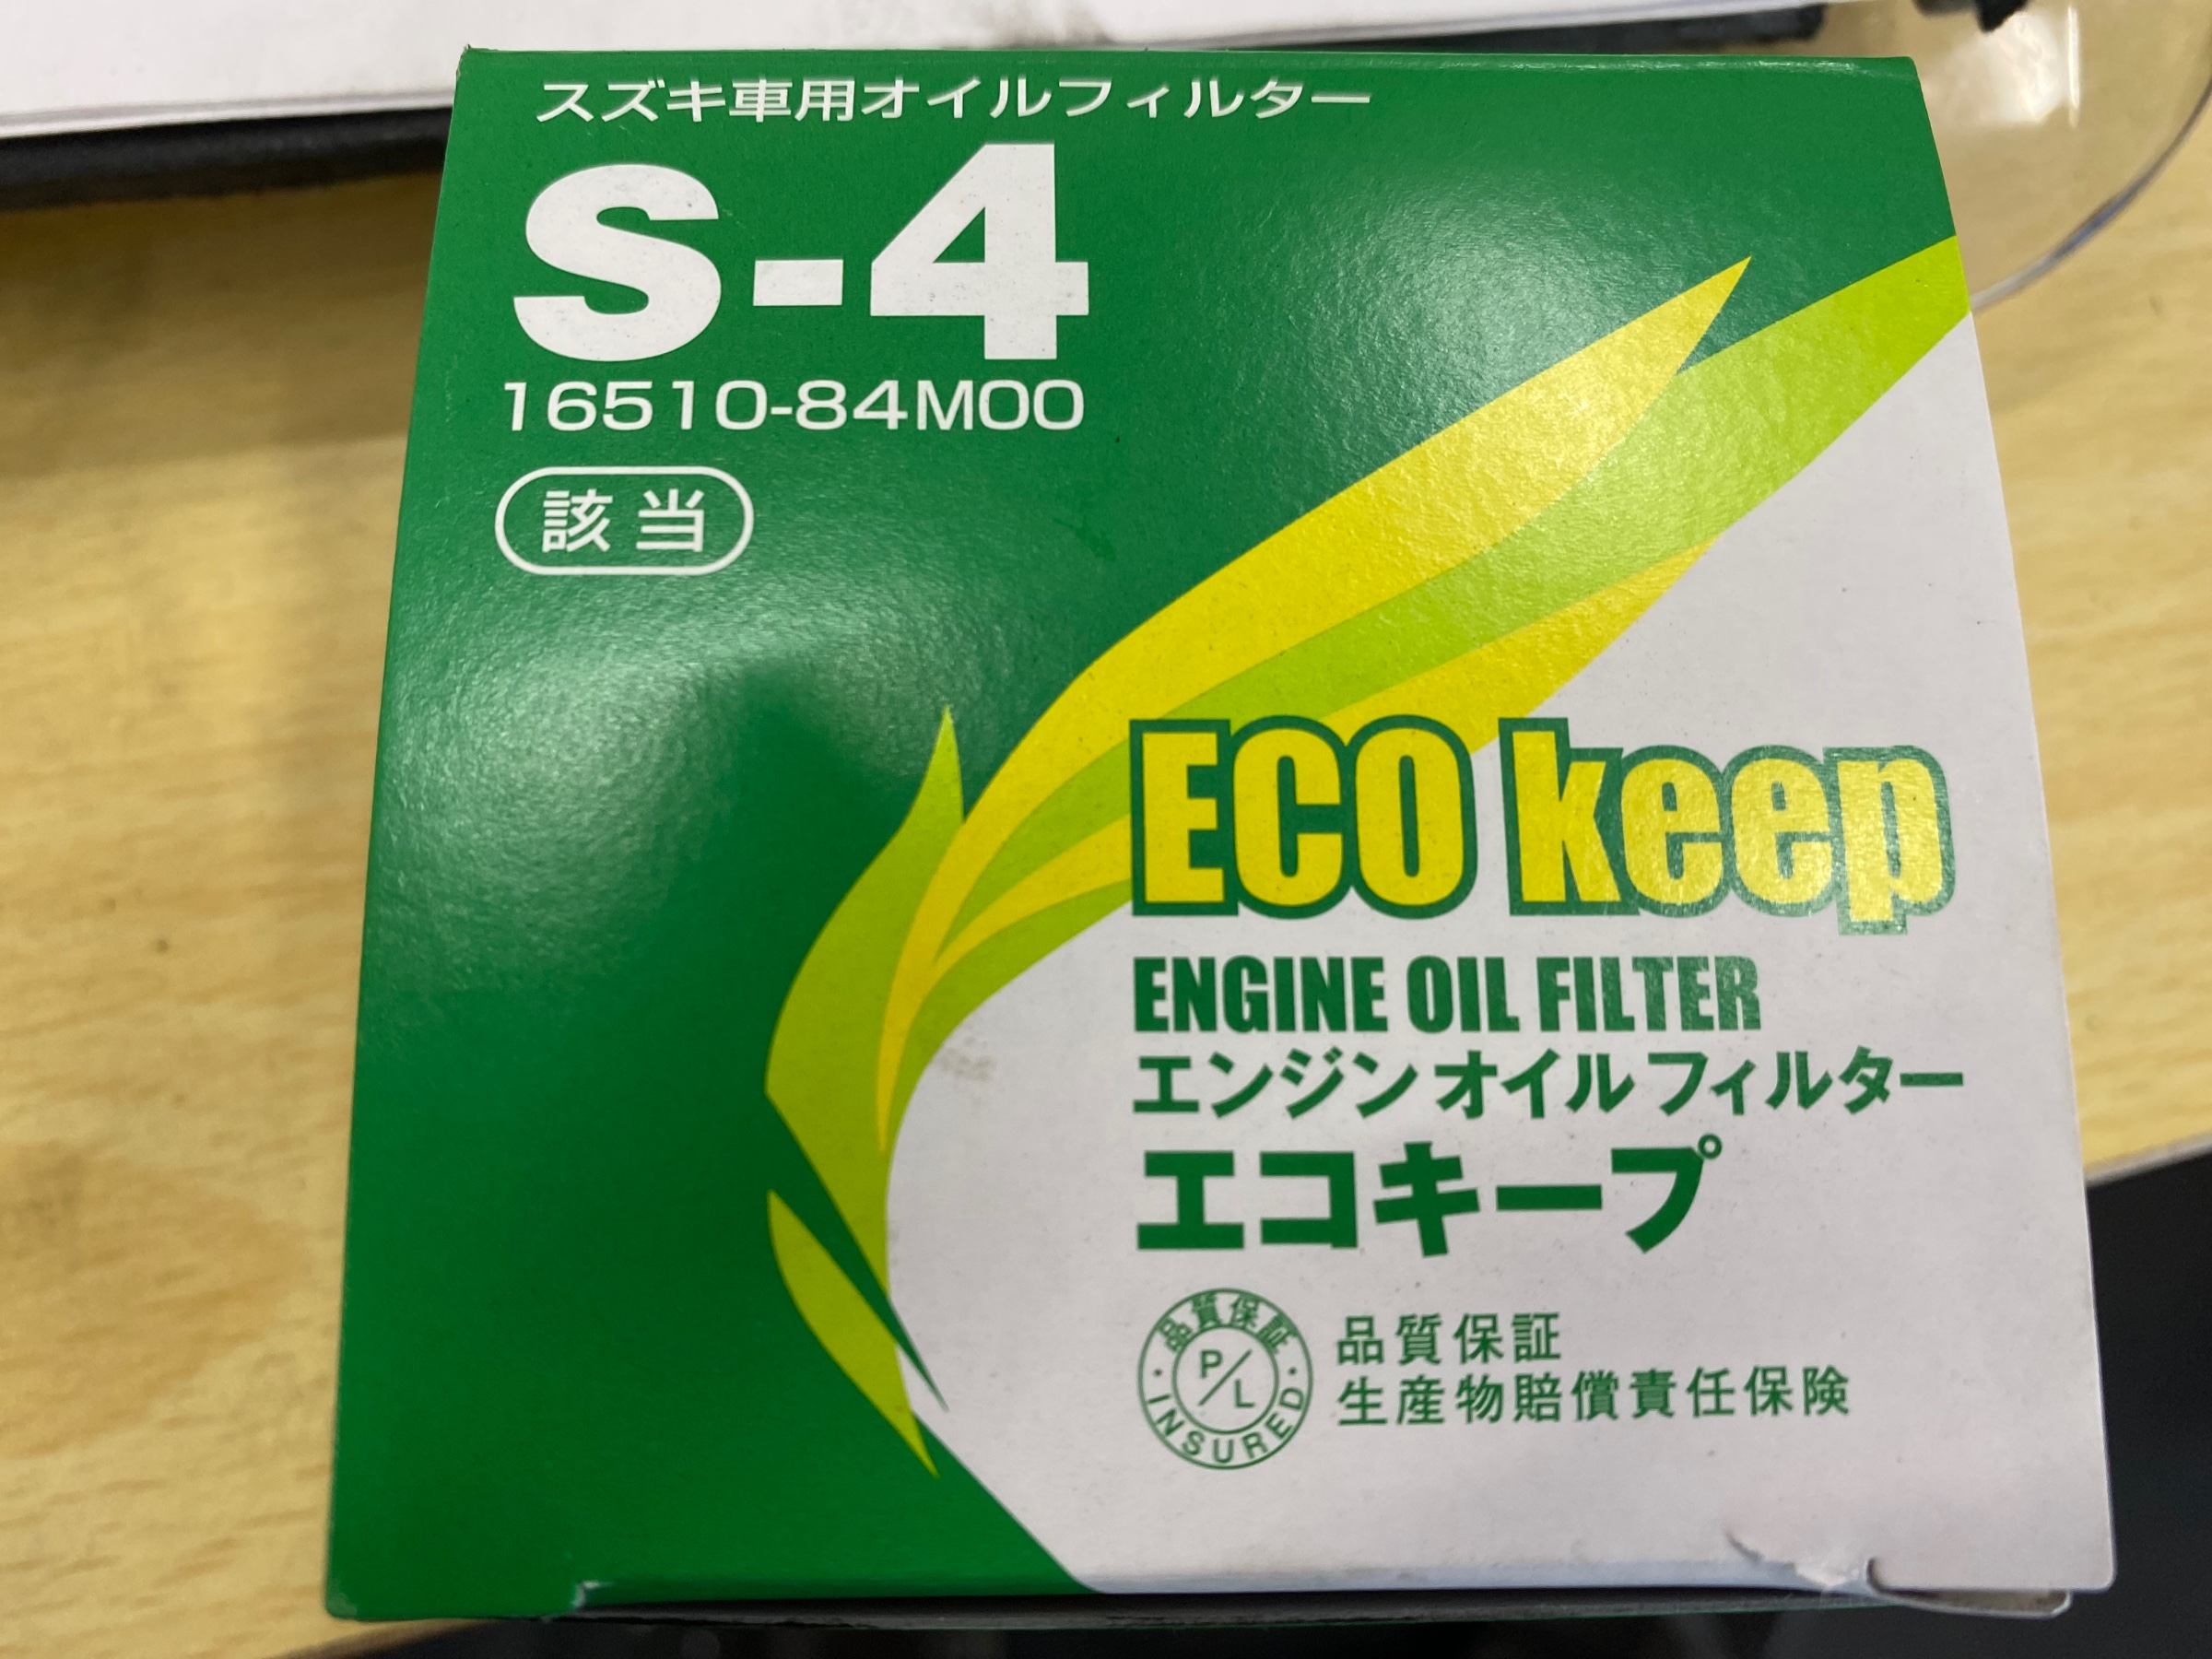 スズキ車用オイルフィルター
S-4
16510-84M00
該当
ECO keep
ENGINE OIL FILTER
エンジンオイルフィルター
エコキープ
品質保証
P/L
INSURED
品質保証
生産物賠償責任保険